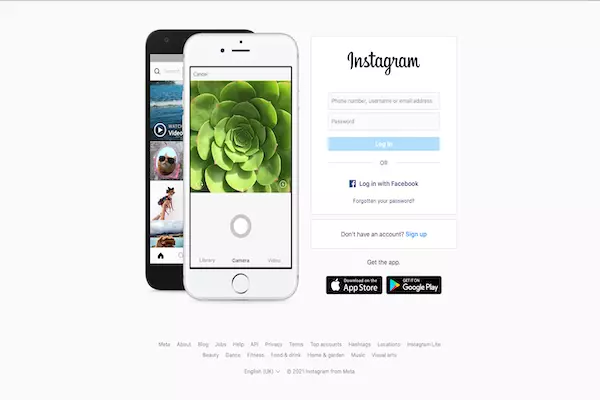 Search
WATCH
Video
Cancel
Library Camera Video
Instagram
Phone number, username or email address
Password
Log In
OR
Log in with Facebook
Forgotten your password?
Don't have an account? Sign up
Get the app.
Download on the App Store
GET IT ON Google Play
Meta About Blog Jobs Help API Privacy Terms Top accounts Hashtags Locations Instagram Lite
Beauty Dance Fitness Food & drink Home & garden Music Visual arts
English (UK) © 2021 Instagram from Meta